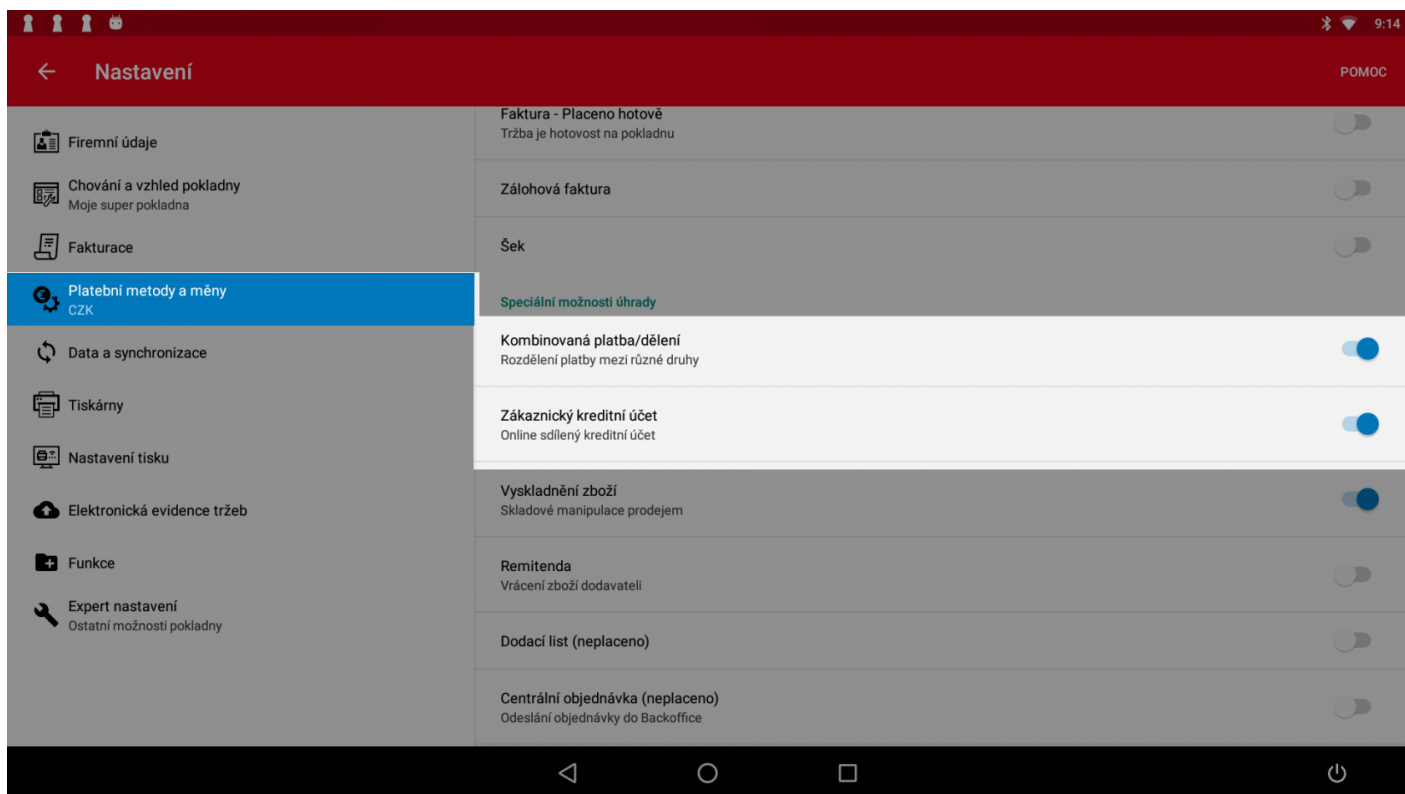 9:14
Nastavení
POMOC
Firemní údaje
Chování a vzhled pokladny
Moje super pokladna
Fakturace
Platební metody a měny
CZK
Data a synchronizace
Tiskárny
Nastavení tisku
Elektronická evidence tržeb
Funkce
Expert nastavení
Ostatní možnosti pokladny
Faktura - Placeno hotově
Tržba je hotovost na pokladnu
Zálohová faktura
Šek
Speciální možnosti úhrady
Kombinovaná platba/dělení
Rozdělení platby mezi různé druhy
Zákaznický kreditní účet
Online sdílený kreditní účet
Vyskladnění zboží
Skladové manipulace prodejem
Remitenda
Vrácení zboží dodavateli
Dodací list (neplaceno)
Centrální objednávka (neplaceno)
Odeslání objednávky do Backoffice